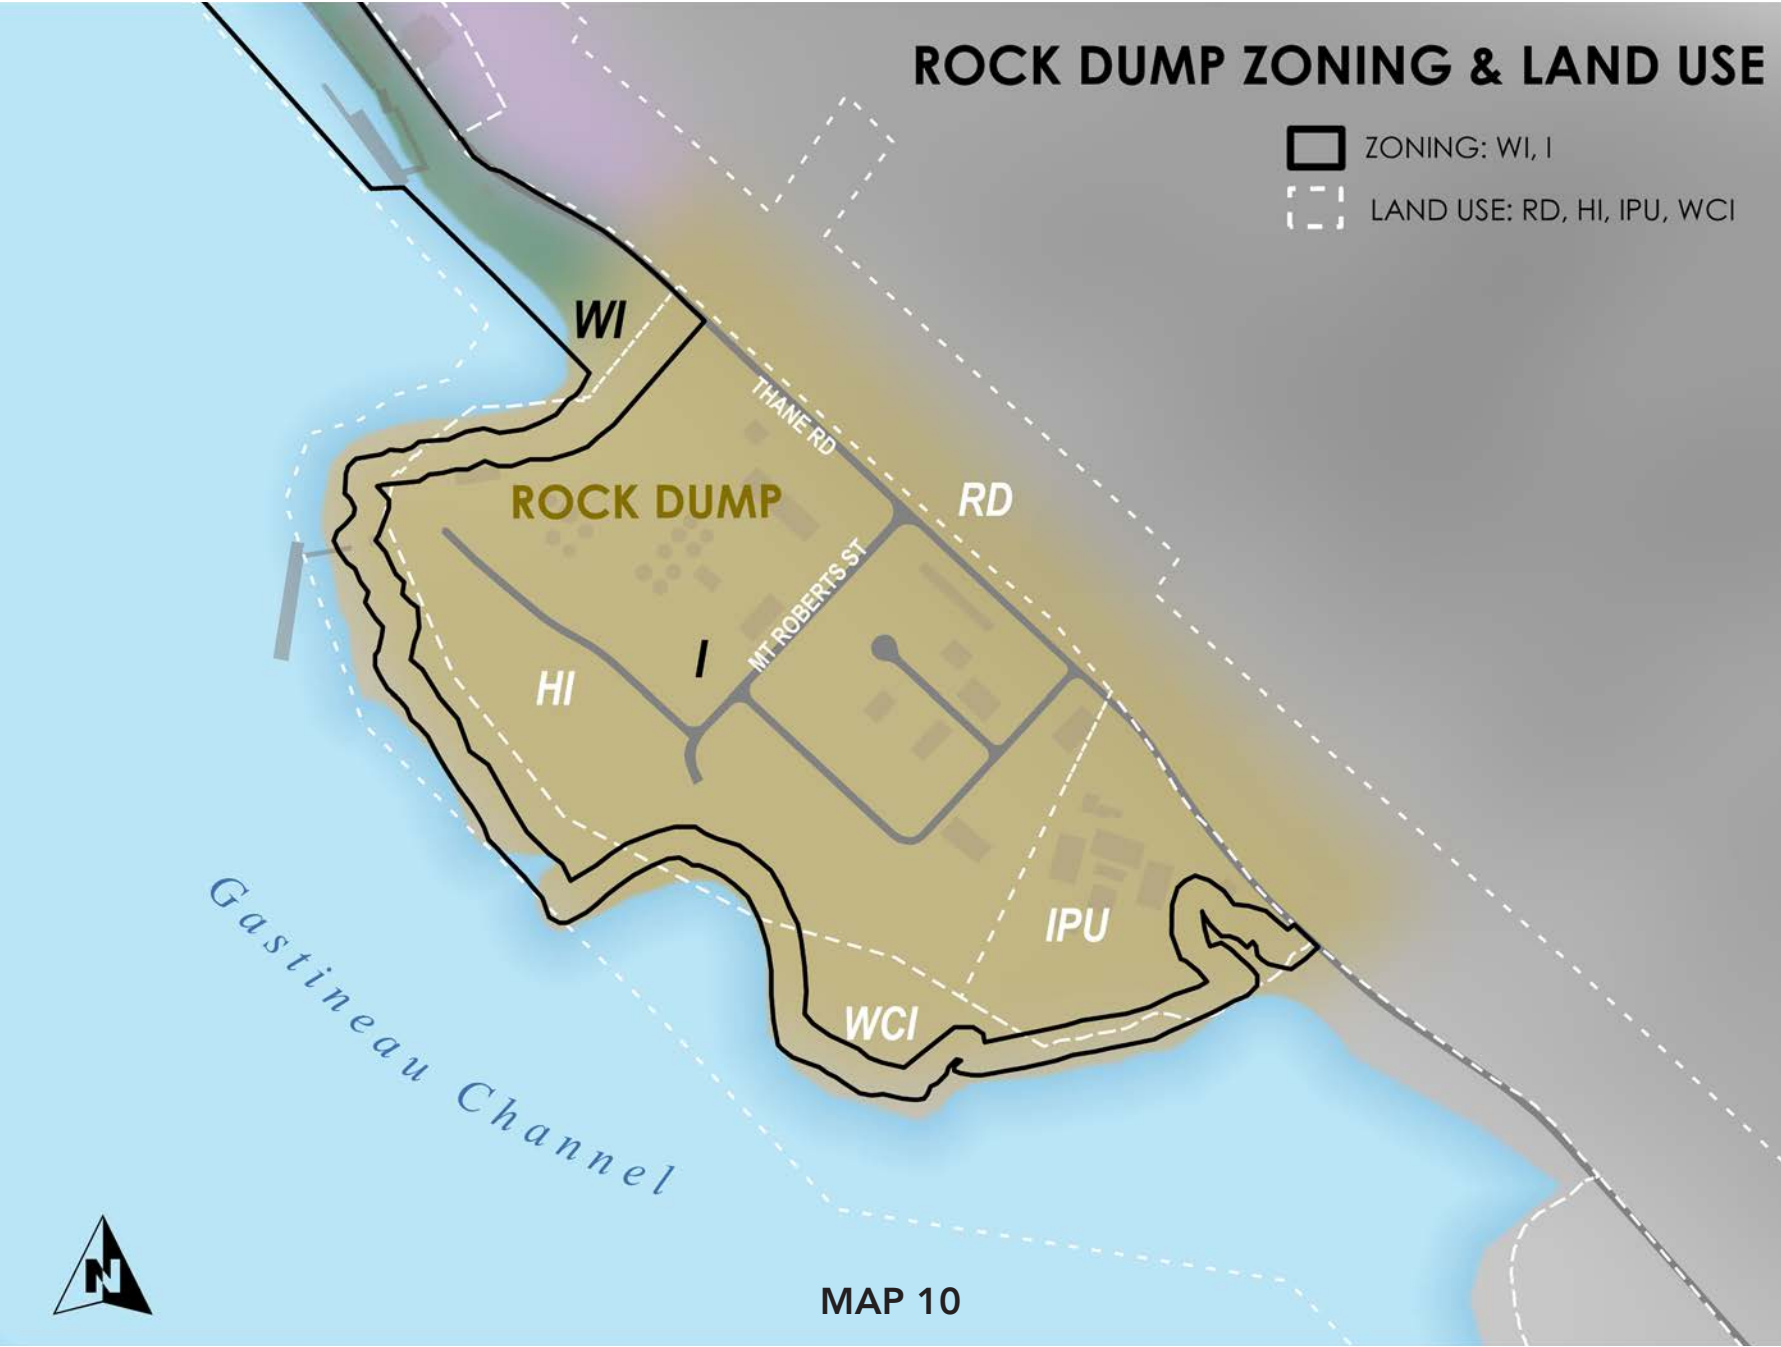 ROCK DUMP ZONING & LAND USE
ZONING: WI, I
LAND USE: RD, HI, IPU, WCI
WI
THANE RD
RD
ROCK DUMP
MT ROBERTS ST
I
HI
IPU
WCI
Gastineau Channel
N
MAP 10